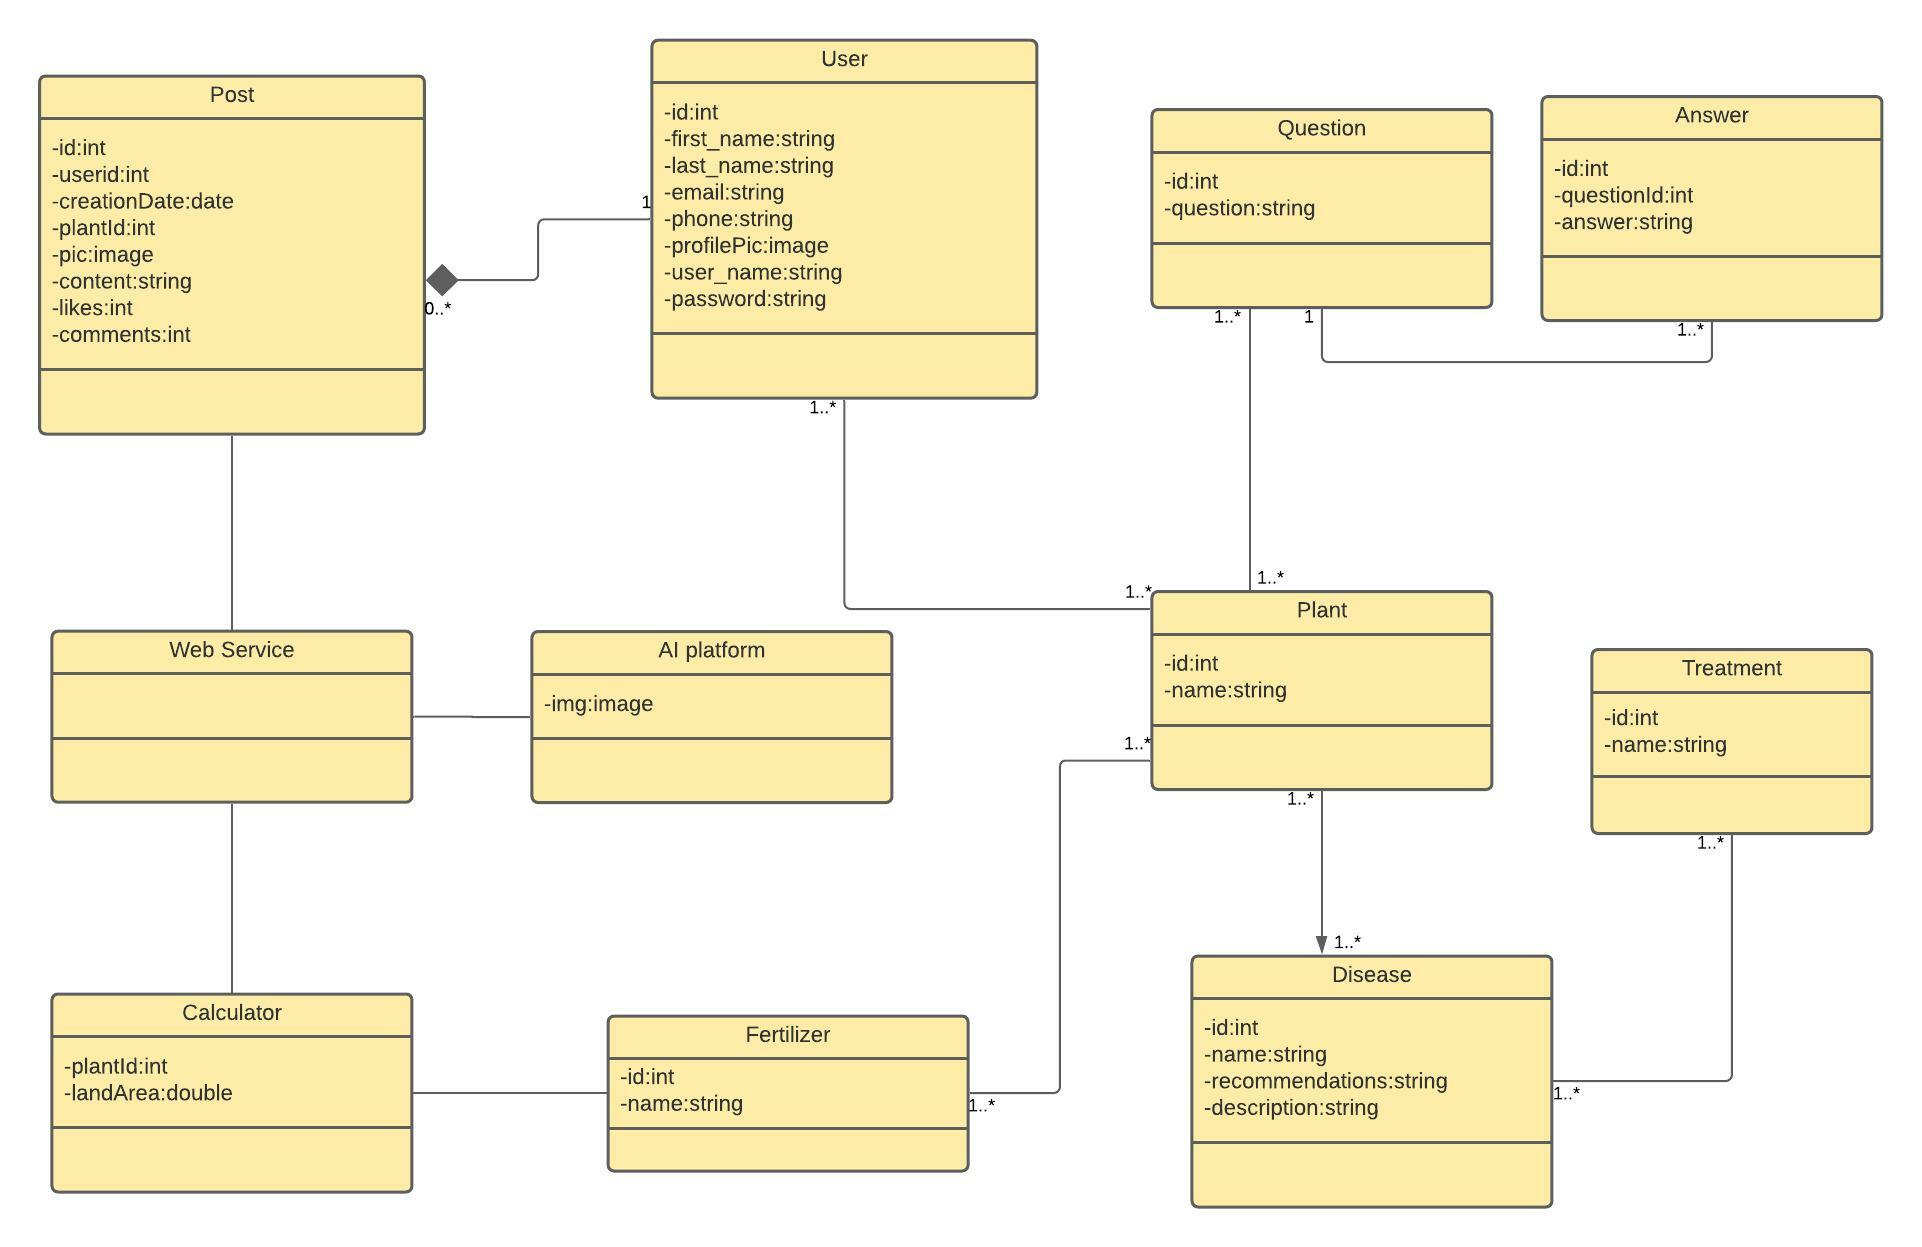 Post
-id:int
-userid:int
-creationDate:date
-plantId:int
-pic:image
-content:string
-likes:int
-comments:int
0..*
1
User
-id:int
-first_name:string
-last_name:string
-email:string
-phone:string
-profilePic:image
-user_name:string
-password:string
1..*
Question
-id:int
-question:string
1..*
1
Answer
-id:int
-questionId:int
-answer:string
1..*
Web Service
AI platform
-img:image
1..*
1..*
Plant
-id:int
-name:string
1..*
1..*
Treatment
-id:int
-name:string
1..*
Calculator
-plantId:int
-landArea:double
Fertilizer
-id:int
-name:string
1..*
1..*
Disease
-id:int
-name:string
-recommendations:string
-description:string
1..*